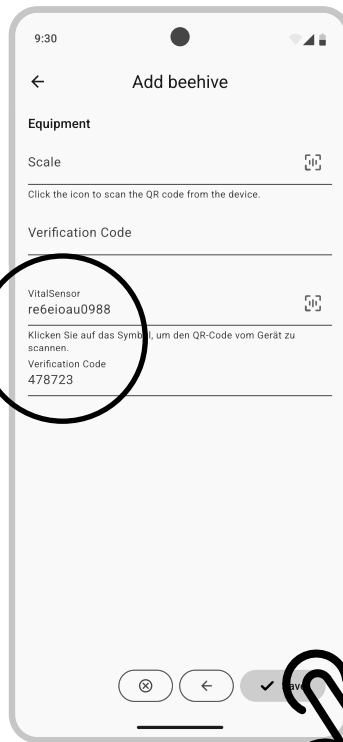 9:30
Add beehive
Equipment
Scale
Click the icon to scan the QR code from the device.
Verification Code
VitalSensor
re6eioau0988
Klicken Sie auf das Symbol, um den QR-Code vom Gerät zu
scannen.
Verification Code
478723